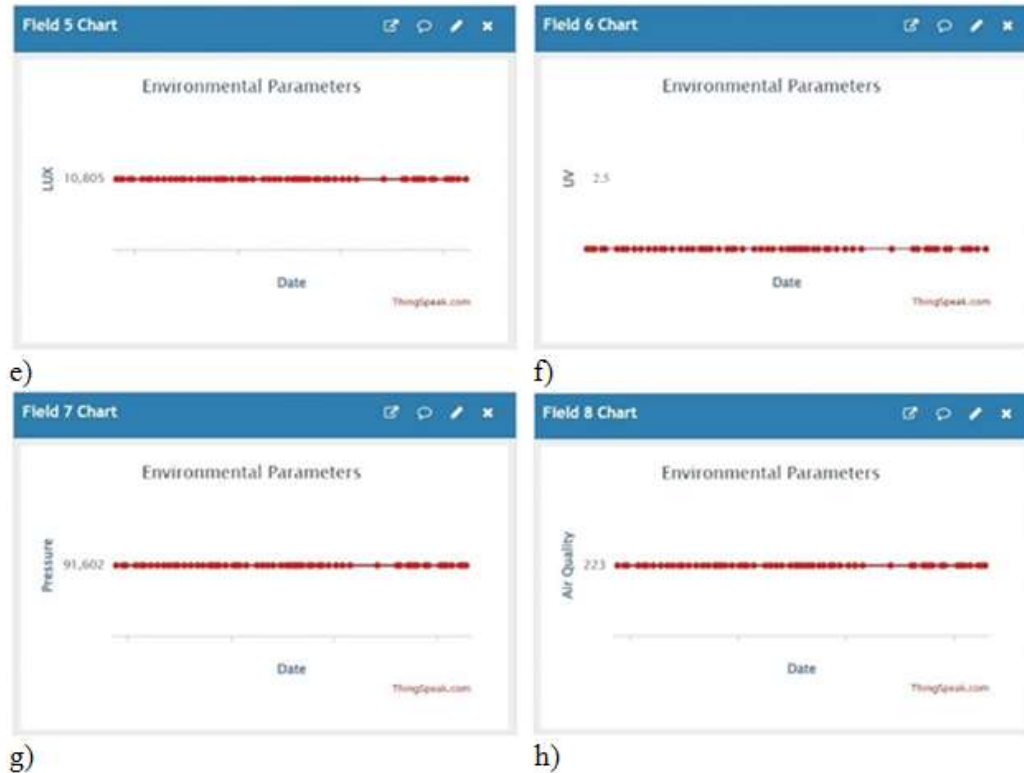 Field 5 Chart
Environmental Parameters
LUX
10,805
Date
ThingSpeak.com
e)
Field 6 Chart
Environmental Parameters
UV
2.5
Date
ThingSpeak.com
f)
Field 7 Chart
Environmental Parameters
Pressure
91,602
Date
ThingSpeak.com
g)
Field 8 Chart
Environmental Parameters
Air Quality
223
Date
ThingSpeak.com
h)